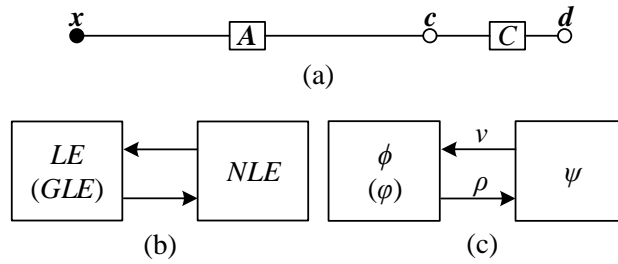 x A c C d
(a)
LE
(GLE)
NLE
ϕ
(φ)
v
ρ
ψ
(b) (c)